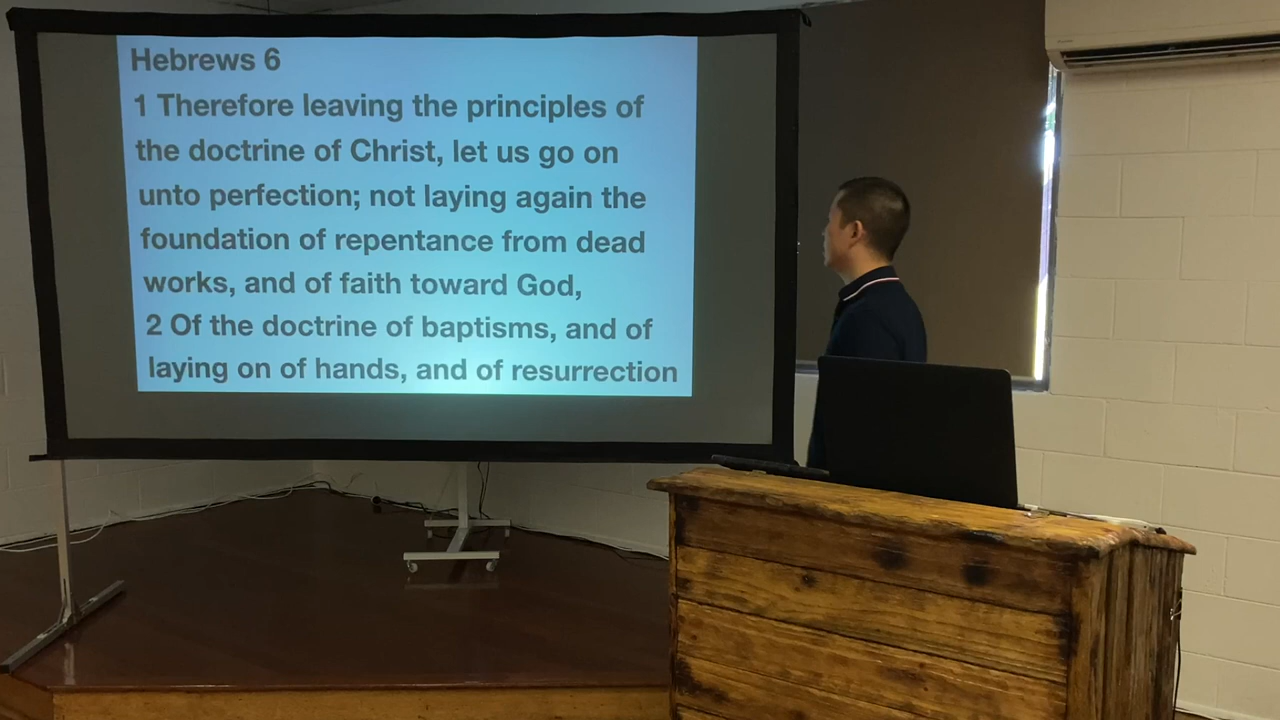 Hebrews 6
1 Therefore leaving the principles of
the doctrine of Christ, let us go on
unto perfection; not laying again the
foundation of repentance from dead
works, and of faith toward God,
2 Of the doctrine of baptisms, and of
laying on of hands, and of resurrection